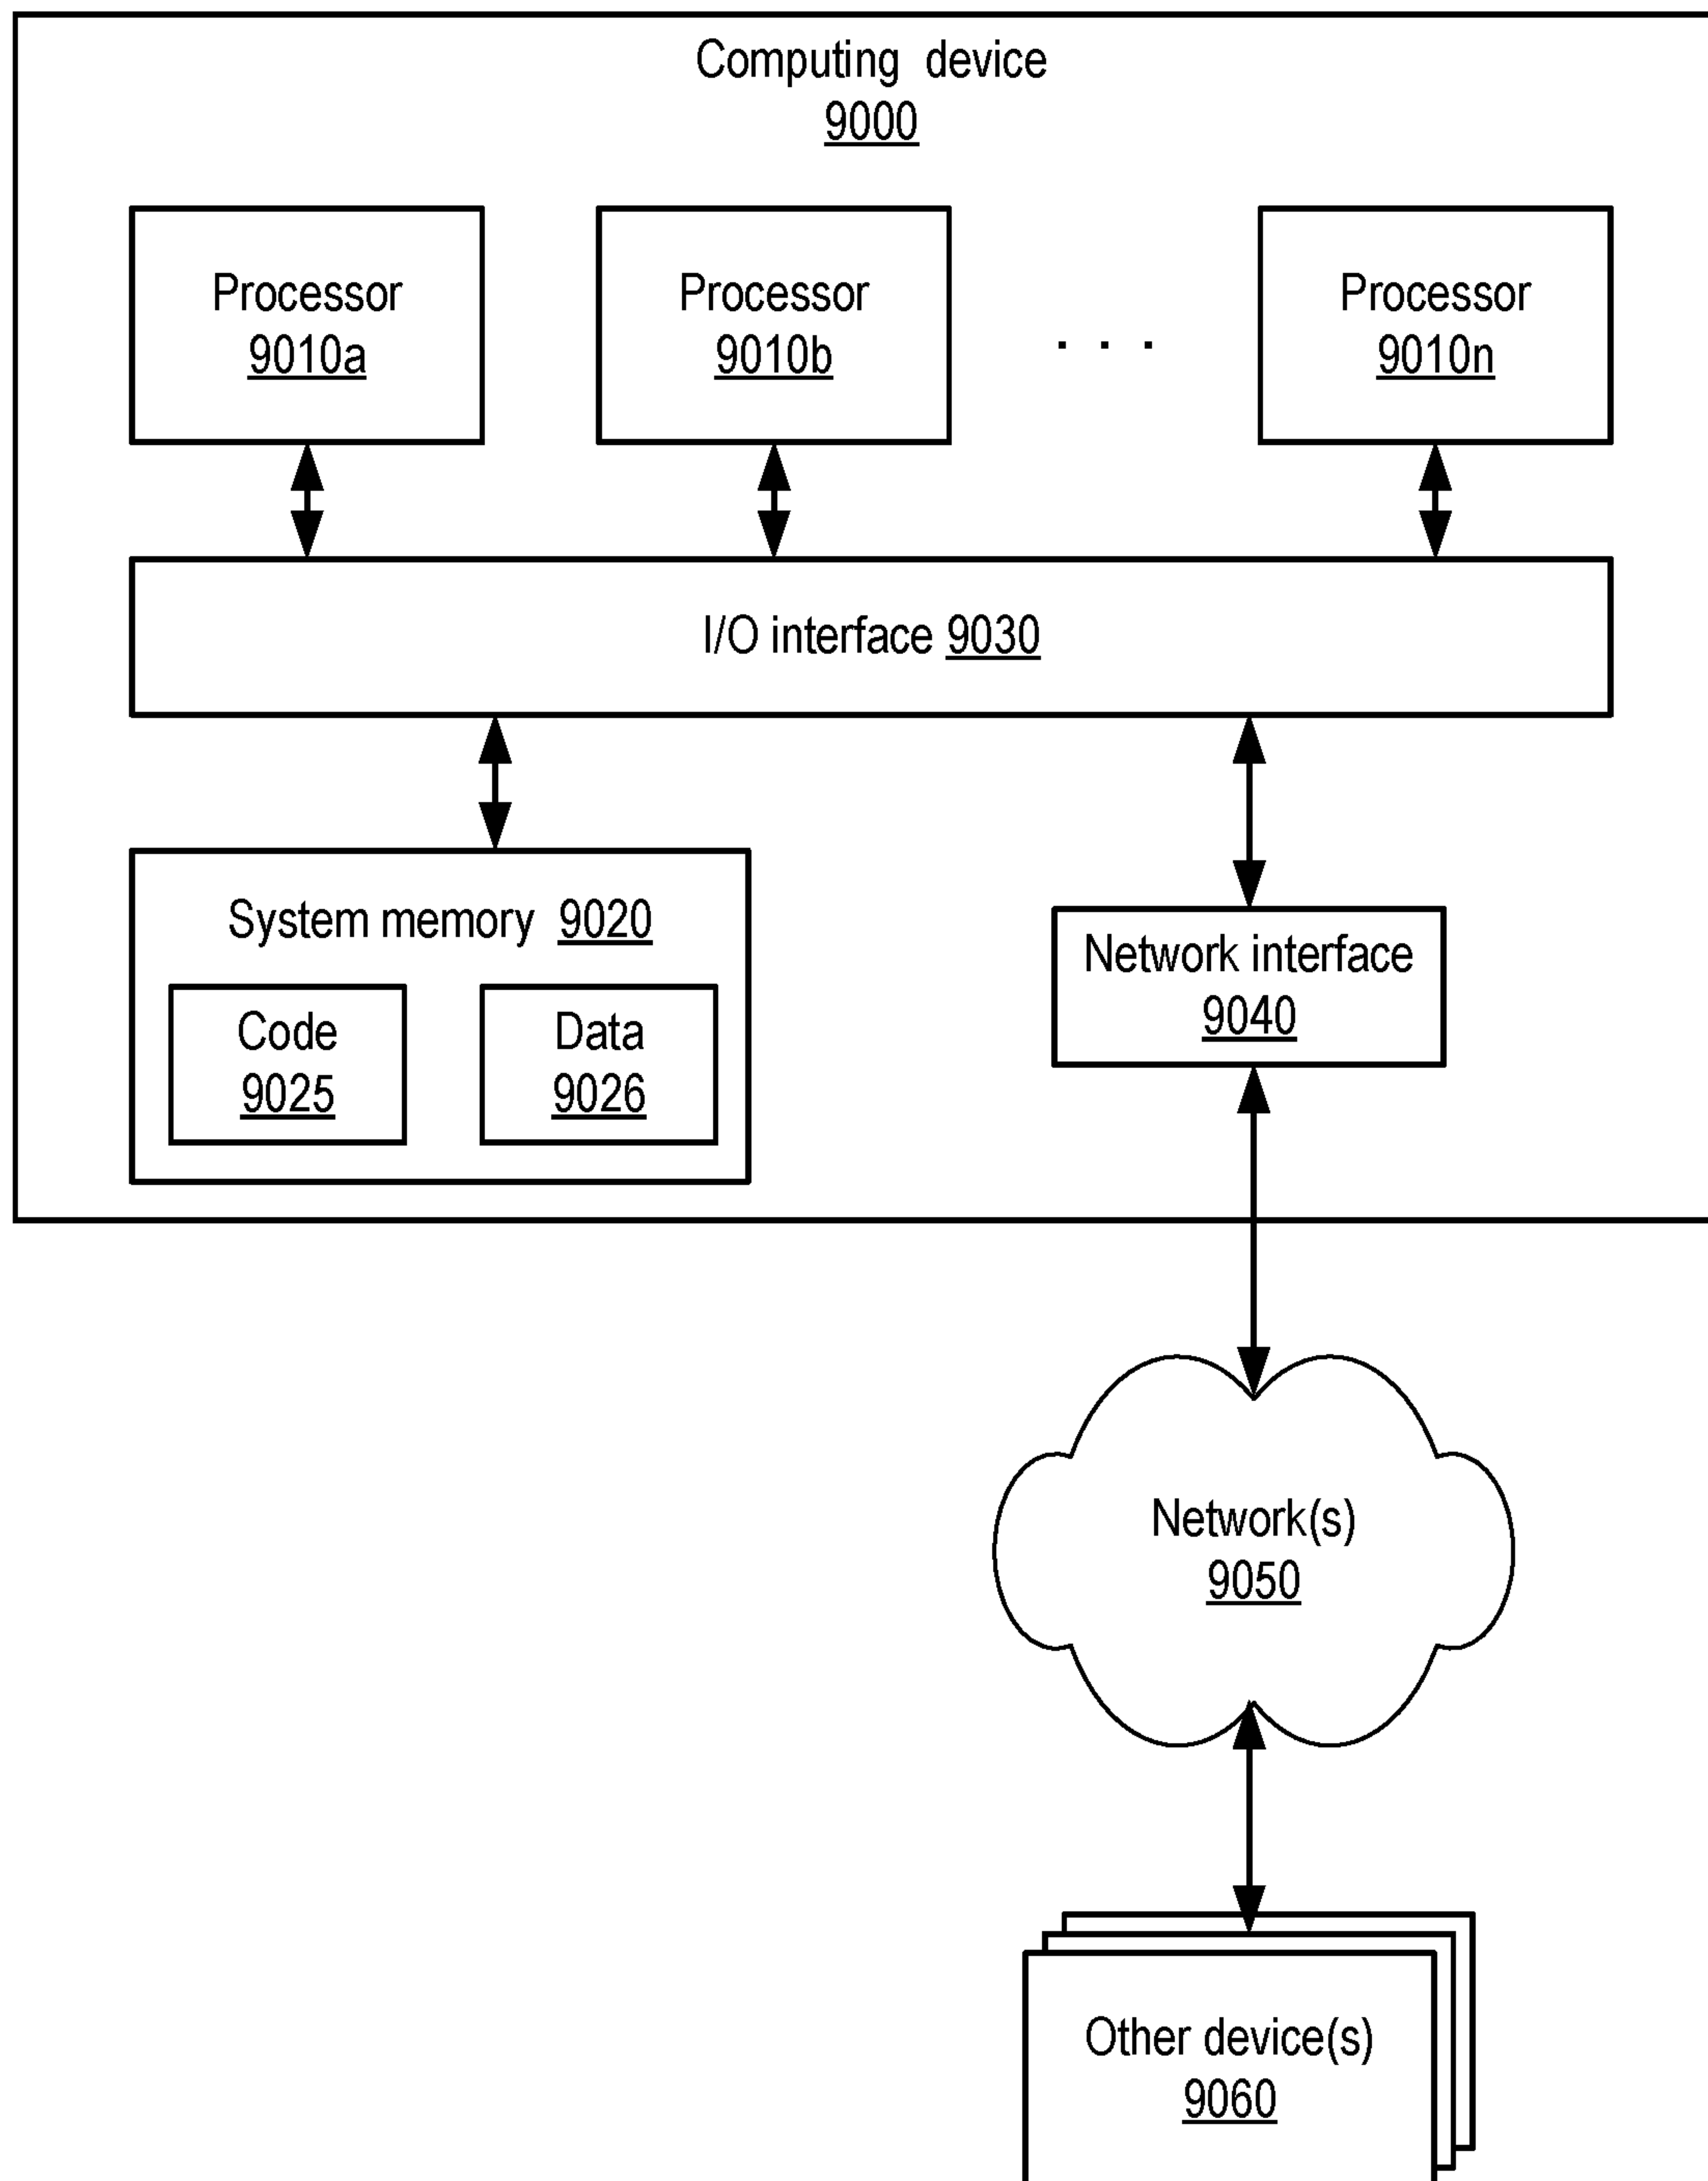 Computing device
9000
Processor
9010a
Processor
9010b
. . .
Processor
9010n
I/O interface 9030
System memory 9020
Code
9025
Data
9026
Network interface
9040
Network(s)
9050
Other device(s)
9060